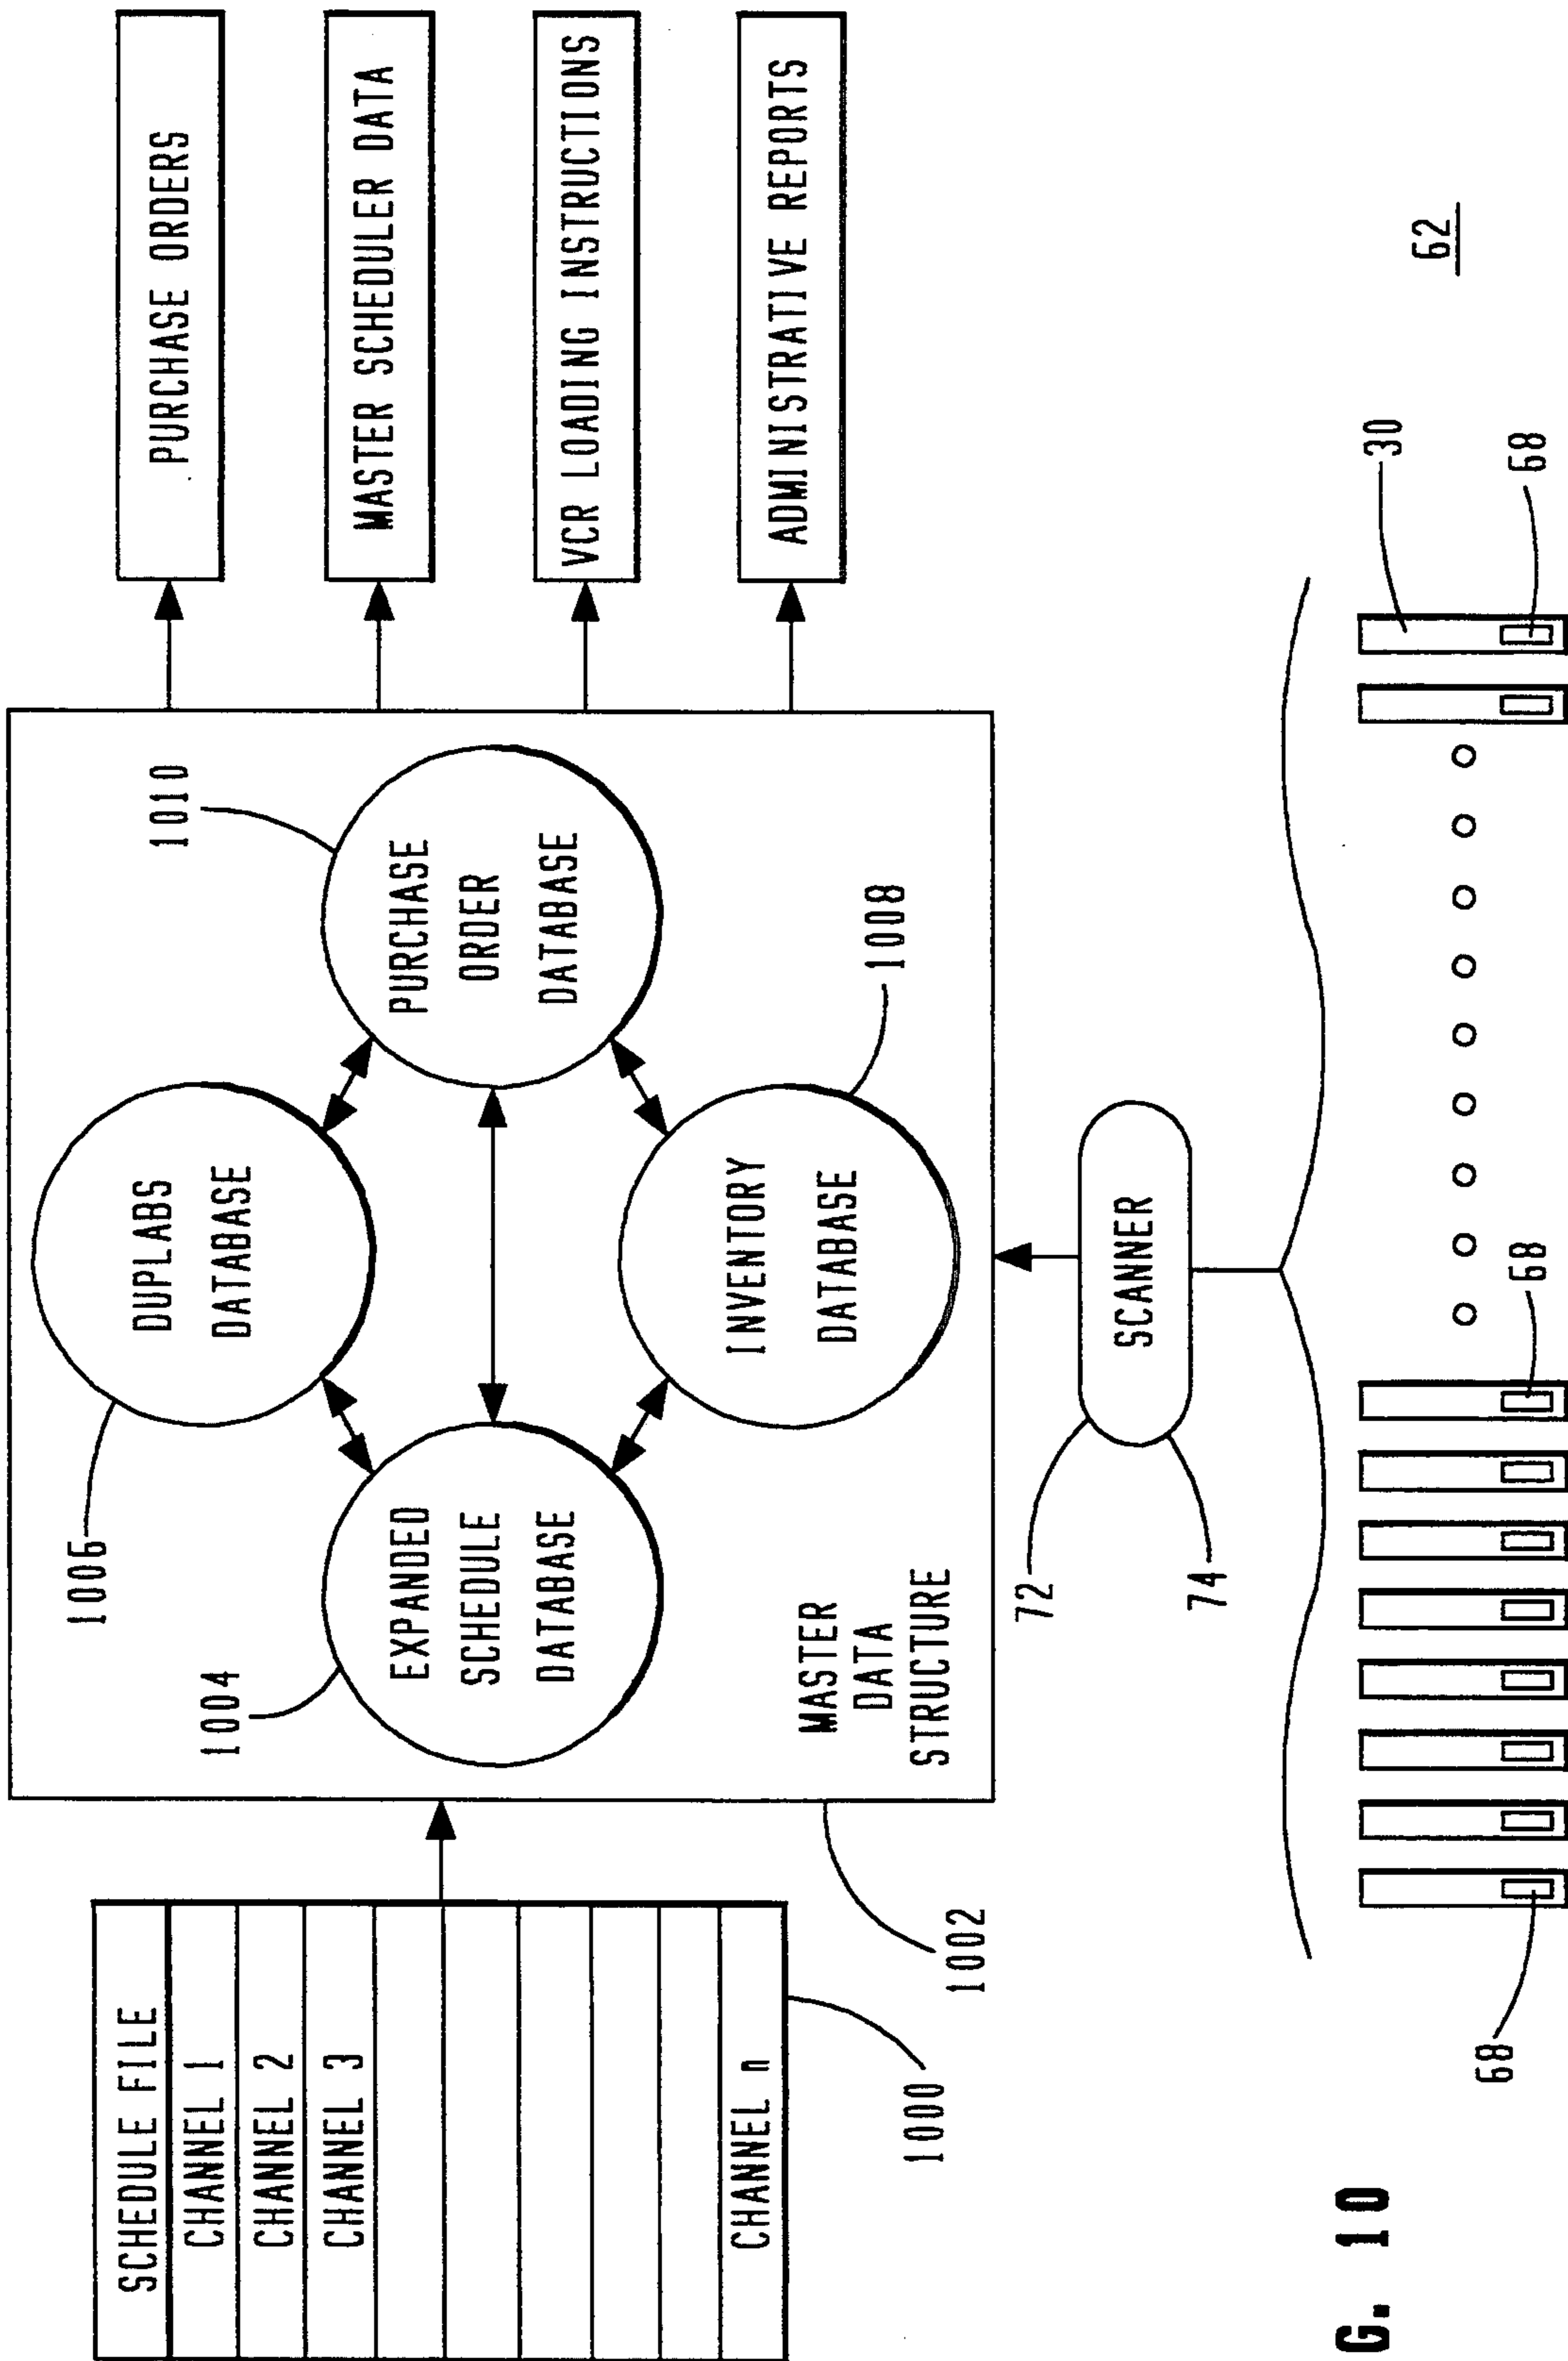 SCHEDULE FILE
CHANNEL 1
CHANNEL 2
CHANNEL 3
CHANNEL n
1000
1002
1004
EXPANDED
SCHEDULE
DATABASE
1006
DUPLABS
DATABASE
1010
PURCHASE
ORDER
DATABASE
1008
INVENTORY
DATABASE
MASTER
DATA
STRUCTURE
PURCHASE ORDERS
MASTER SCHEDULER DATA
VCR LOADING INSTRUCTIONS
ADMINISTRATIVE REPORTS
72
SCANNER
74
62
30
68
68
68
G. 10